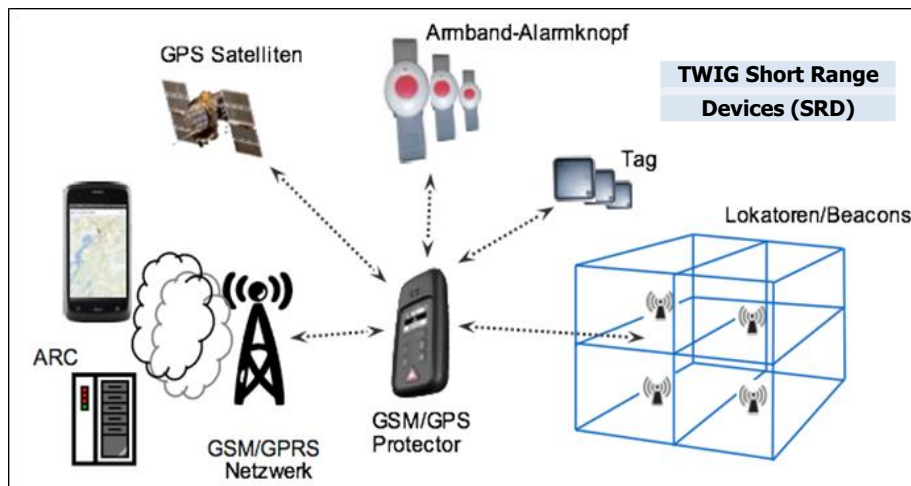 Armband-Alarmknopf
GPS Satelliten
TWIG Short Range
Devices (SRD)
Tag
Lokatoren/Beacons
ARC
GSM/GPRS
Netzwerk
GSM/GPS
Protector